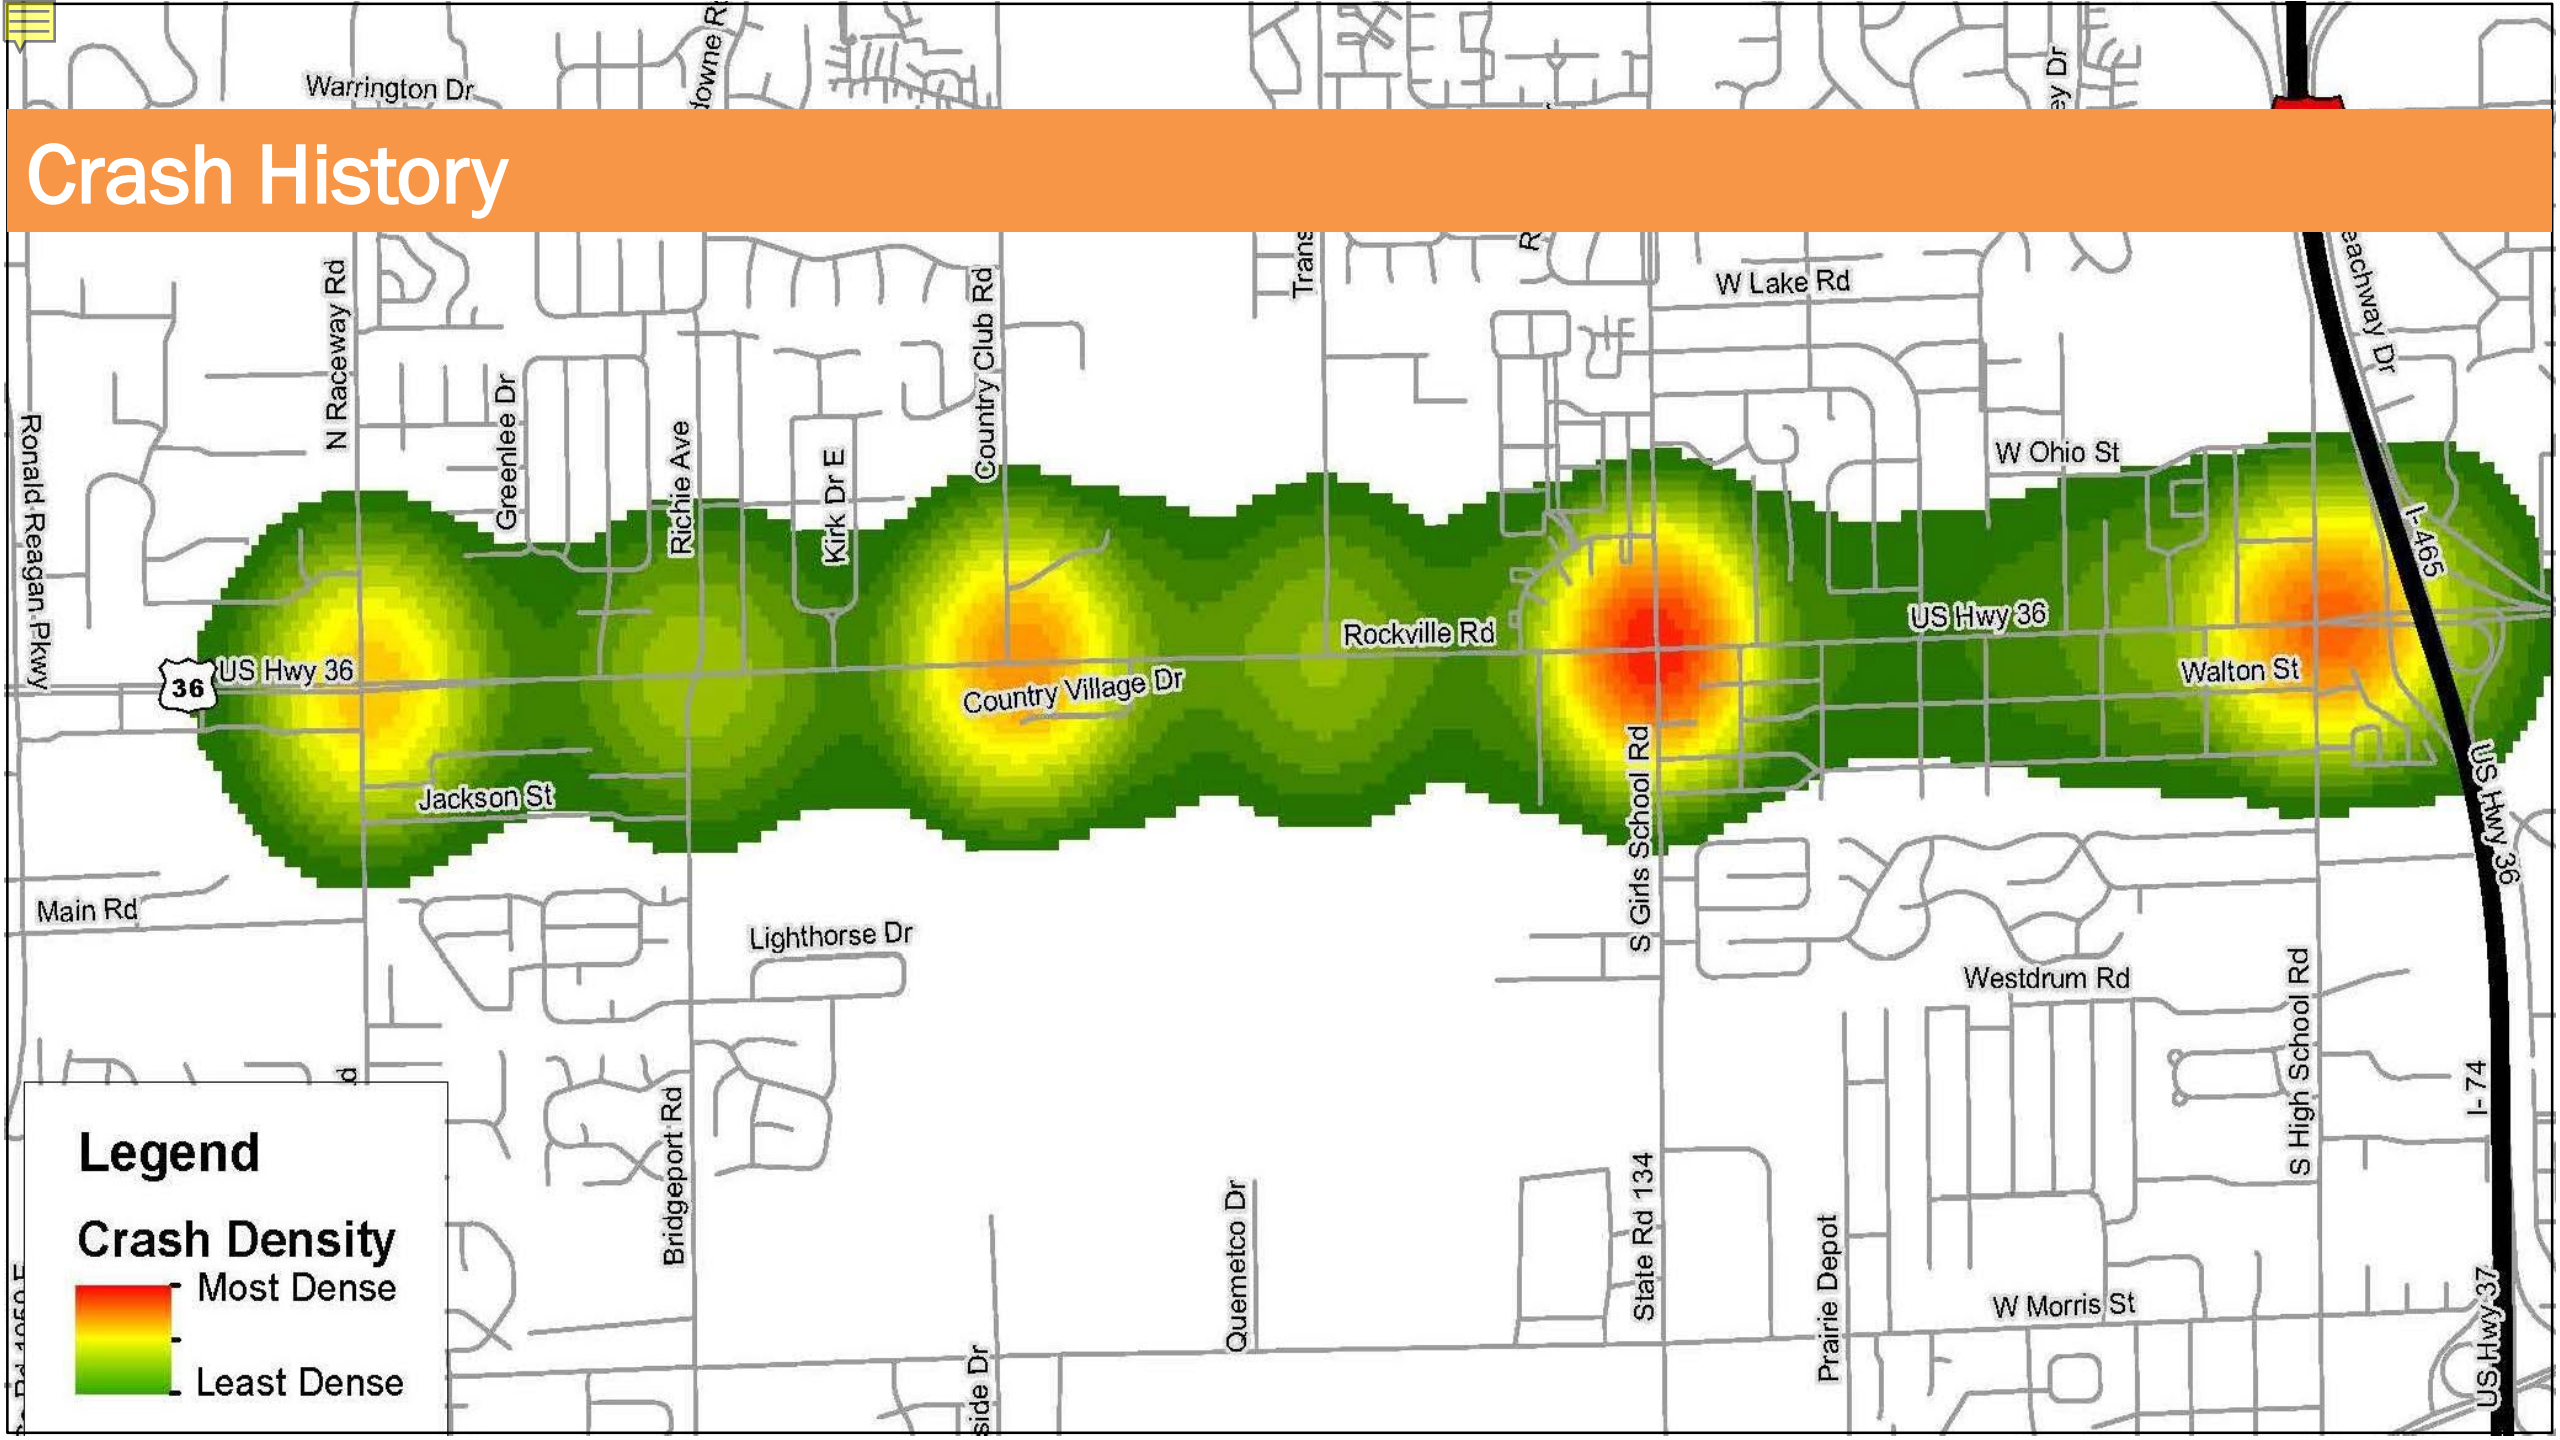 Warrington Dr
Crash History
W Lake Rd
N Raceway Rd
Country Club Rd
Greenlee Dr
Ronald Reagan Pkwy
Richie Ave
Kirk Dr E
W Ohio St
I-465
US Hwy 36
Rockville Rd
36
US Hwy 36
Walton St
Country Village Dr
S Girls School Rd
US Hwy 36
Jackson St
Main Rd
Lighthorse Dr
Westdrum Rd
S High School Rd
I-74
Bridgeport Rd
Quemetco Dr
State Rd 134
Prairie Depot
W Morris St
US Hwy 37
Legend
Crash Density
Most Dense
Least Dense